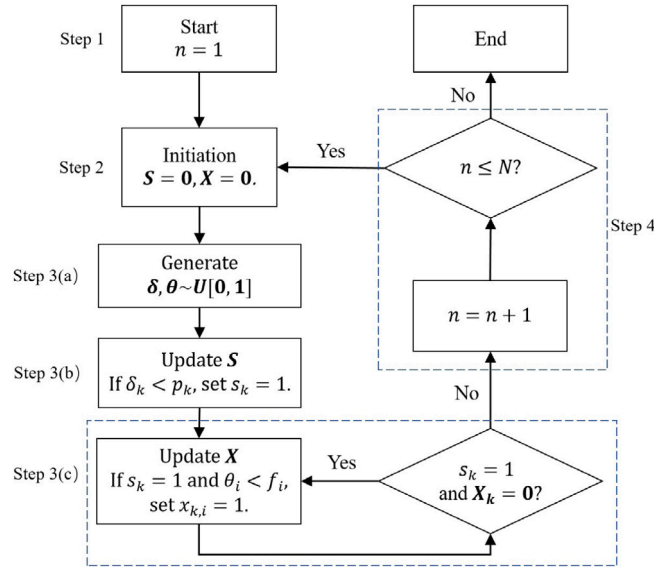 Step 1
Start
n = 1
End
No
Step 2
Initiation
S = 0, X = 0.
Yes
n ≤ N?
Step 4
Step 3(a)
Generate
δ, θ~U[0, 1]
n = n + 1
Step 3(b)
Update S
If δ_k < p_k, set s_k = 1.
No
Step 3(c)
Update X
If s_k = 1 and θ_i < f_i,
set x_{k,i} = 1.
Yes
s_k = 1
and X_k = 0?